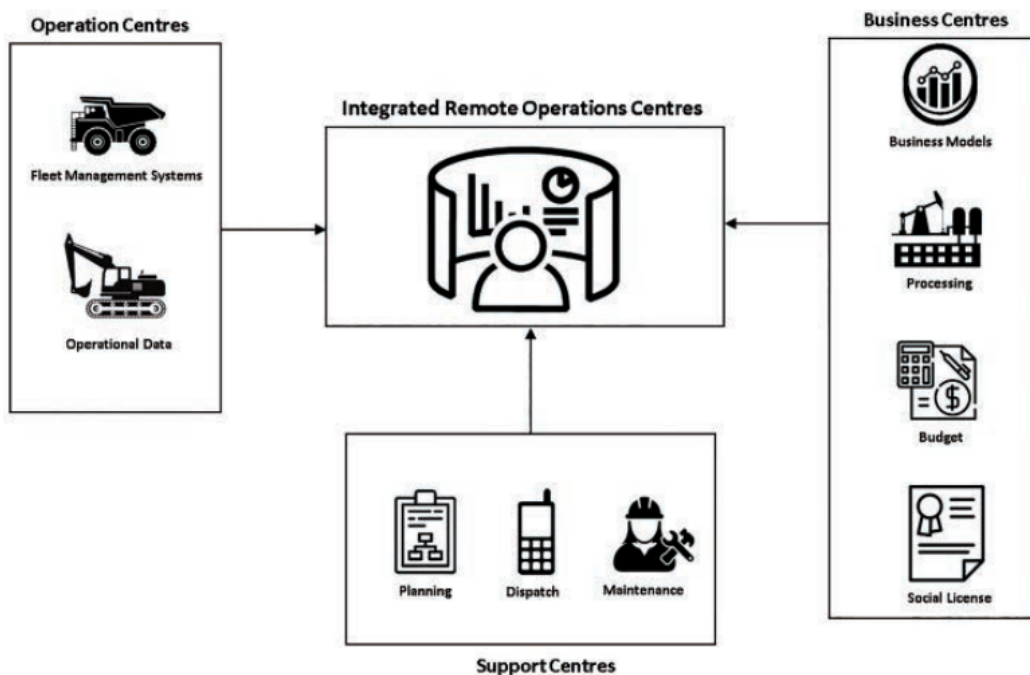 Operation Centres
Fleet Management Systems
Operational Data
Integrated Remote Operations Centres
Business Centres
Business Models
Processing
Budget
Social License
Planning
Dispatch
Maintenance
Support Centres